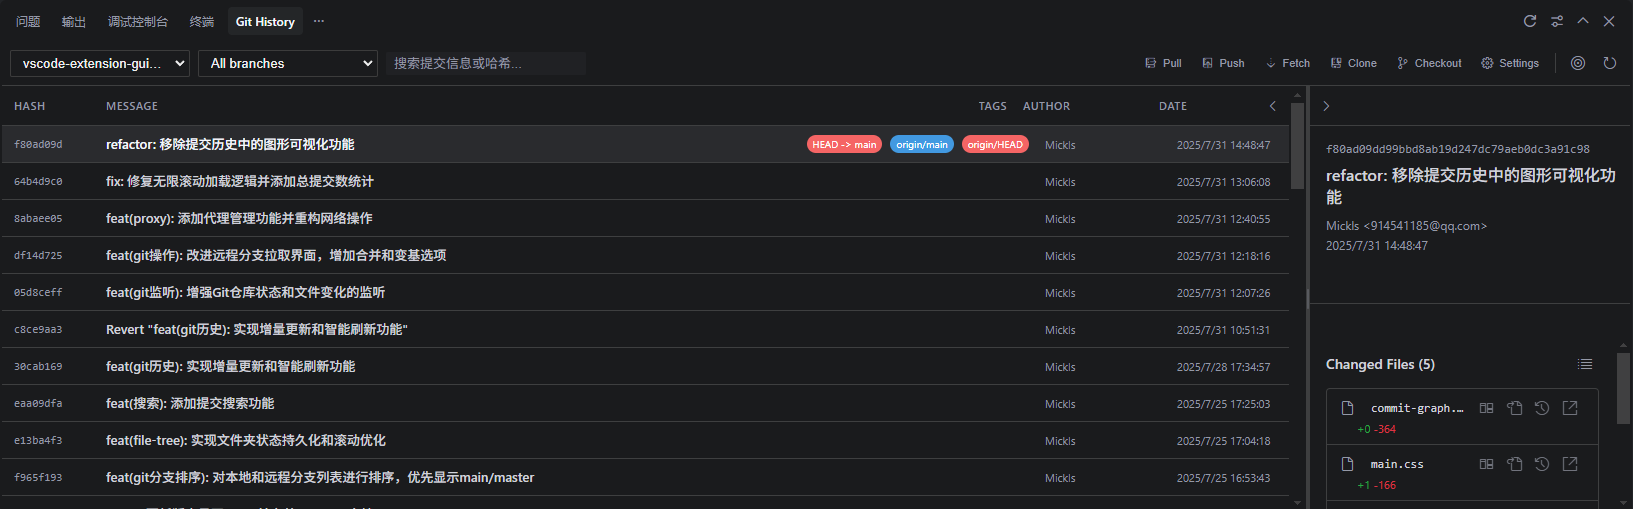 问题 输出 调试控制台 终端 Git History ···
vscode-extension-gui... All branches 搜索提交信息或哈希... Pull Push Fetch Clone Checkout Settings
HASH MESSAGE TAGS AUTHOR DATE
f80ad09d refactor: 移除提交历史中的图形可视化功能 HEAD -> main origin/main origin/HEAD Mickls 2025/7/31 14:48:47
64b4d9c0 fix: 修复无限滚动加载逻辑并添加总提交数统计 Mickls 2025/7/31 13:06:08
8abaee05 feat(proxy): 添加代理管理功能并重构网络操作 Mickls 2025/7/31 12:40:55
df14d725 feat(git操作): 改进远程分支拉取界面，增加合并和变基选项 Mickls 2025/7/31 12:18:16
05d8ceff feat(git监听): 增强Git仓库状态和文件变化的监听 Mickls 2025/7/31 12:07:26
c8ce9aa3 Revert "feat(git历史): 实现增量更新和智能刷新功能" Mickls 2025/7/31 10:51:31
30cab169 feat(git历史): 实现增量更新和智能刷新功能 Mickls 2025/7/28 17:34:57
eaa09dfa feat(搜索): 添加提交搜索功能 Mickls 2025/7/25 17:25:03
e13ba4f3 feat(file-tree): 实现文件夹状态持久化和滚动优化 Mickls 2025/7/25 17:04:18
f965f193 feat(git分支排序): 对本地和远程分支列表进行排序，优先显示main/master Mickls 2025/7/25 16:53:43
f80ad09dd99bbd8ab19d247dc79aeb0dc3a91c98
refactor: 移除提交历史中的图形可视化功
能
Mickls <914541185@qq.com>
2025/7/31 14:48:47
Changed Files (5)
commit-graph....
+0 -364
main.css
+1 -166